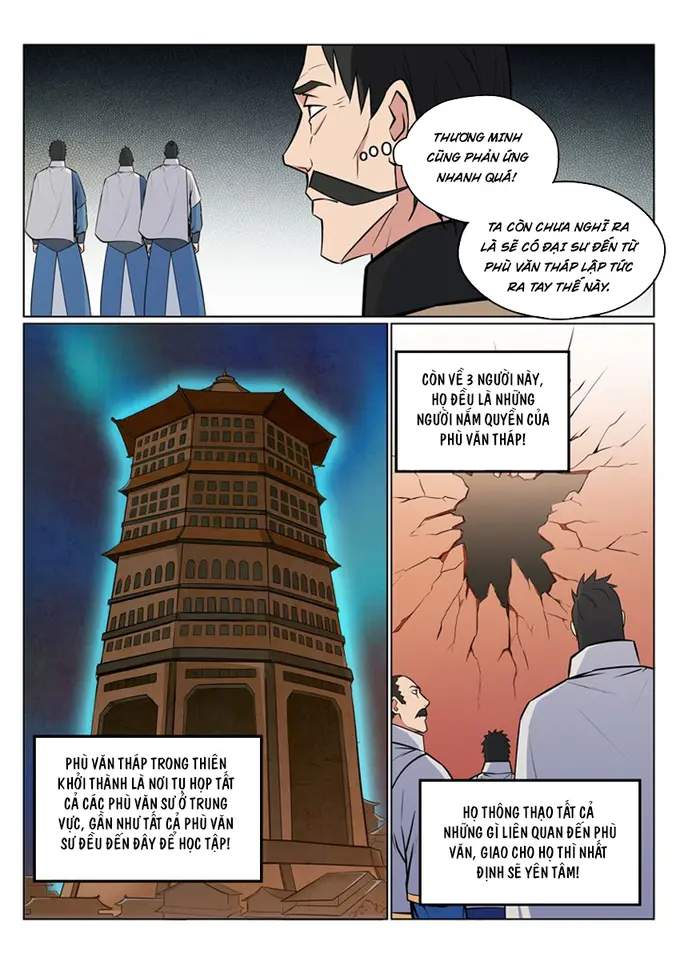 THƯƠNG MINH
CŨNG PHẢN ỨNG
NHANH QUÁ!
TA CÒN CHƯA NGHĨ RA
LÀ SẼ CÓ ĐẠI SƯ ĐẾN TỪ
PHÙ VĂN THÁP LẬP TỨC
RA TAY THẾ NÀY.
CÒN VỀ 3 NGƯỜI NÀY,
HỌ ĐỀU LÀ NHỮNG
NGƯỜI NẮM QUYỀN CỦA
PHÙ VĂN THÁP!
PHÙ VĂN THÁP TRONG THIÊN
KHỞI THÀNH LÀ NƠI TỤ HỌP TẤT
CẢ CÁC PHÙ VĂN SƯ Ở TRUNG
VỰC, GẦN NHƯ TẤT CẢ PHÙ VĂN
SƯ ĐỀU ĐẾN ĐÂY ĐỂ HỌC TẬP!
HỌ THÔNG THẠO TẤT CẢ
NHỮNG GÌ LIÊN QUAN ĐẾN PHÙ
VĂN, GIAO CHO HỌ THÌ NHẤT
ĐỊNH SẼ YÊN TÂM!